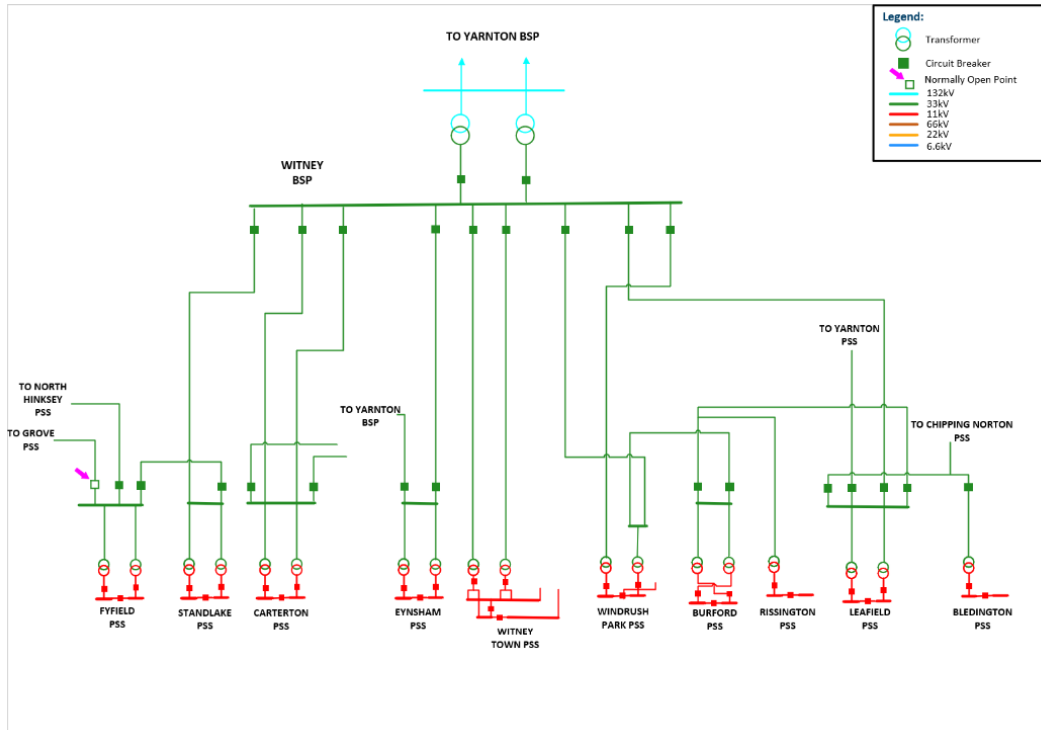 Legend:
Transformer
Circuit Breaker
Normally Open Point
132kV
33kV
11kV
66kV
22kV
6.6kV
TO YARNTON BSP
WITNEY
BSP
TO YARNTON
PSS
TO NORTH
HINKSEY
PSS
TO GROVE
PSS
TO YARNTON
BSP
TO CHIPPING NORTON
PSS
FYFIELD
PSS
STANDLAKE
PSS
CARTERTON
PSS
EYNSHAM
PSS
WITNEY
TOWN PSS
WINDRUSH
PARK PSS
BURFORD
PSS
RISSINGTON
PSS
LEAFIELD
PSS
BLEDINGTON
PSS